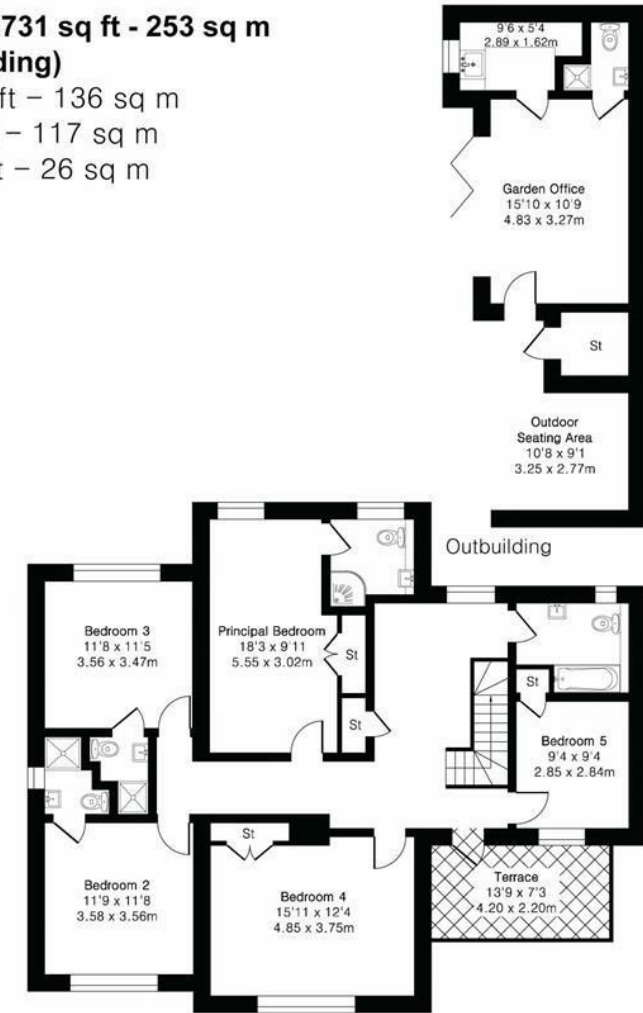 731 sq ft - 253 sq m
ding)
ft - 136 sq m
- 117 sq m
t - 26 sq m
9'6 x 5'4
2.89 x 1.62m
Garden Office
15'10 x 10'9
4.83 x 3.27m
St
Outdoor
Seating Area
10'8 x 9'1
3.25 x 2.77m
Outbuilding
Bedroom 3
11'8 x 11'5
3.56 x 3.47m
Principal Bedroom
18'3 x 9'11
5.55 x 3.02m
St
St
St
Bedroom 5
9'4 x 9'4
2.85 x 2.84m
Bedroom 2
11'9 x 11'8
3.58 x 3.56m
St
Bedroom 4
15'11 x 12'4
4.85 x 3.75m
Terrace
13'9 x 7'3
4.20 x 2.20m